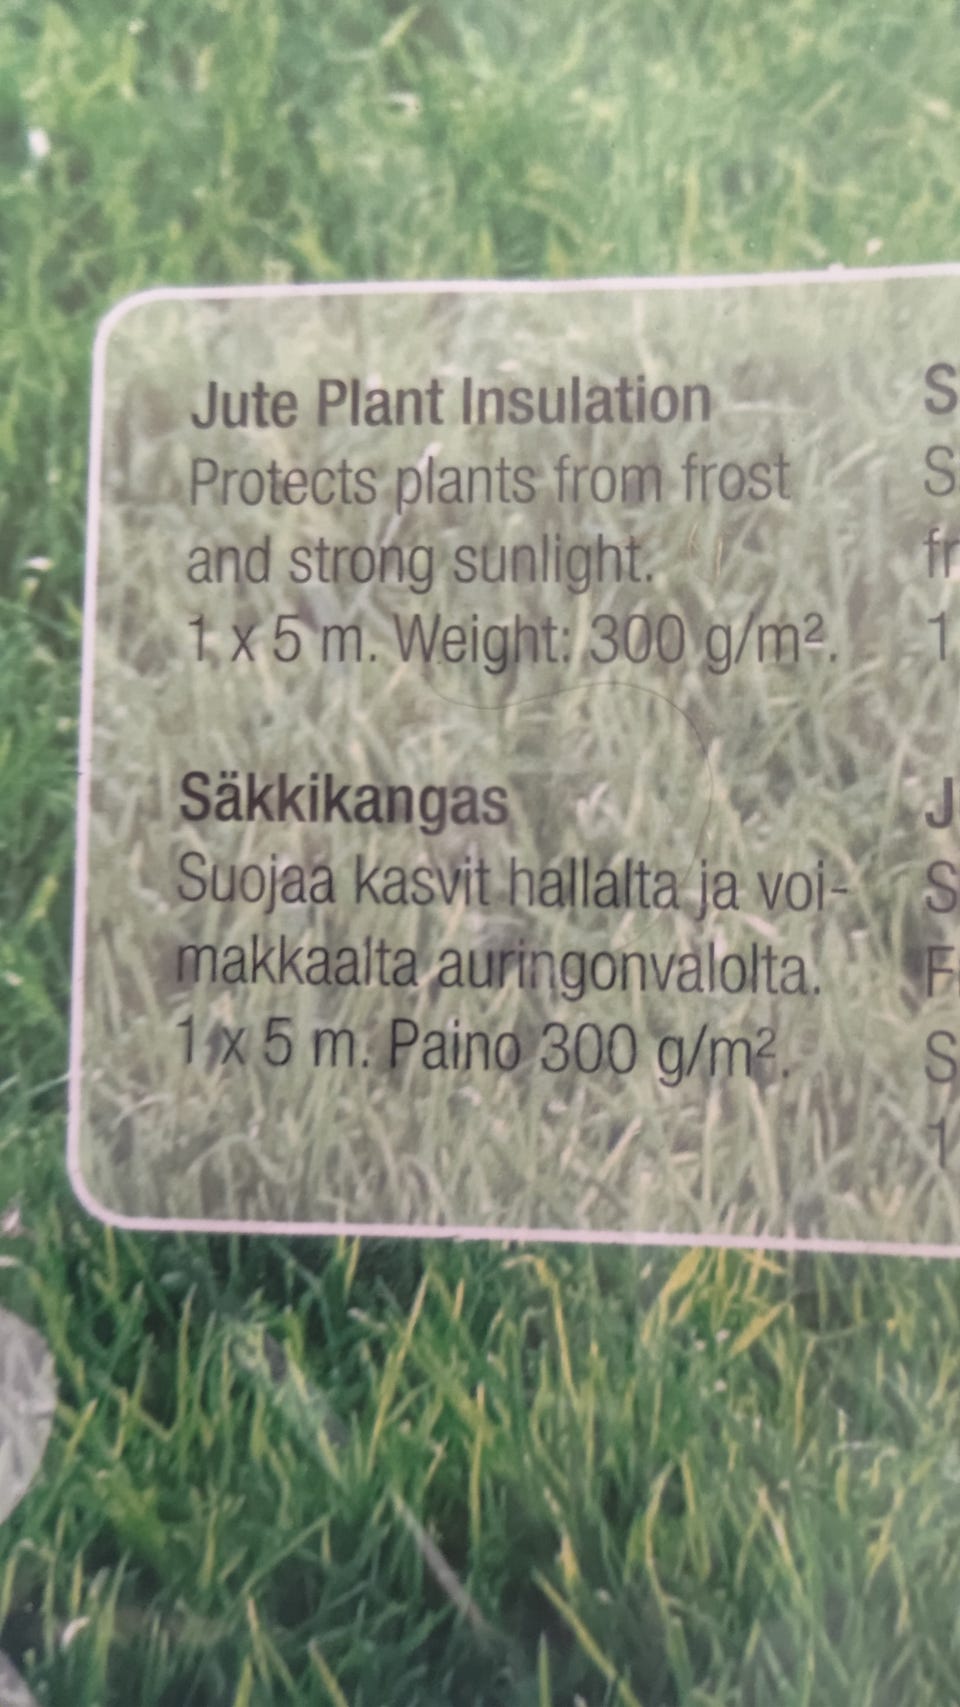 Jute Plant Insulation
Protects plants from frost
and strong sunlight.
1 x 5 m. Weight: 300 g/m².
Säkkikangas
Suojaa kasvit hallalta ja voi-
makkaalta auringonvalolta.
1 x 5 m. Paino 300 g/m².